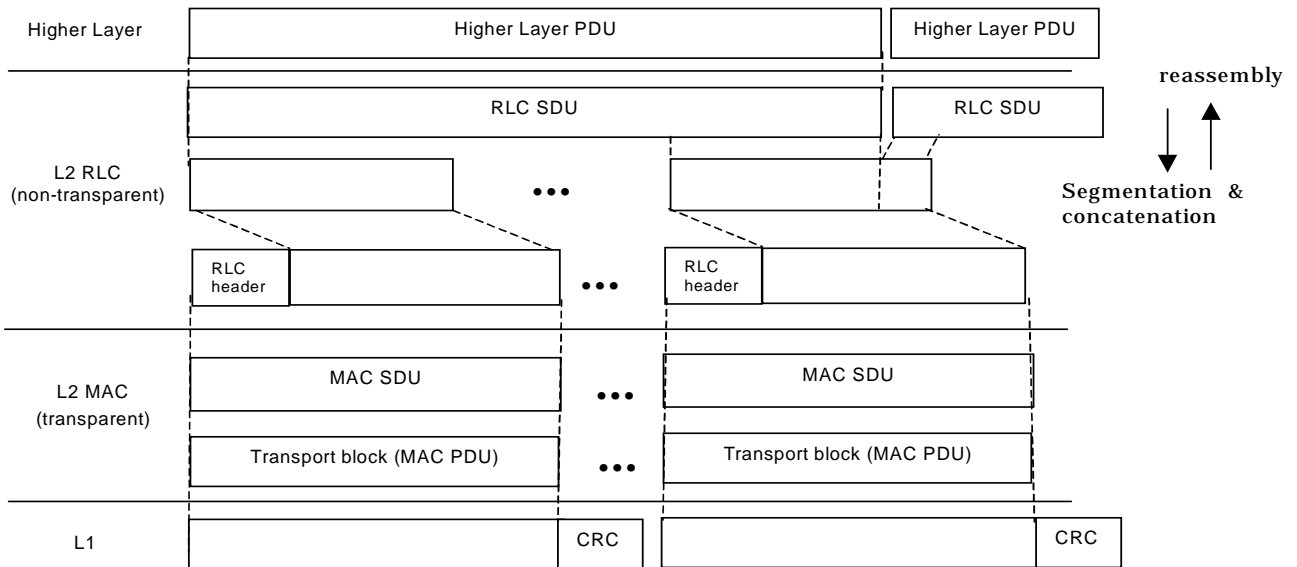 Higher Layer
Higher Layer PDU
Higher Layer PDU
reassembly
RLC SDU
RLC SDU
L2 RLC
(non-transparent)
Segmentation &
concatenation
RLC
header
RLC
header
L2 MAC
(transparent)
MAC SDU
MAC SDU
Transport block (MAC PDU)
Transport block (MAC PDU)
L1
CRC
CRC